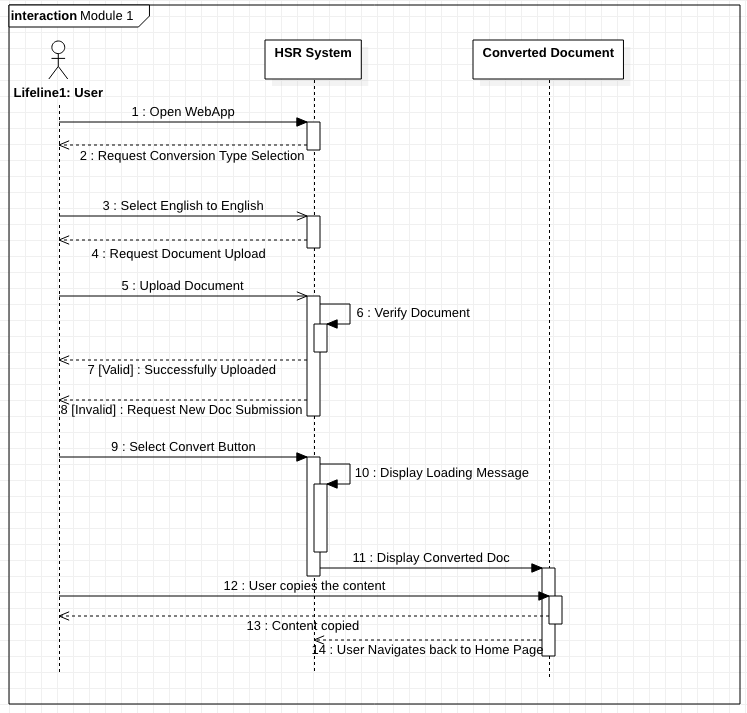 interaction Module 1
HSR System
Converted Document
Lifeline1: User
1 : Open WebApp
2 : Request Conversion Type Selection
3 : Select English to English
4 : Request Document Upload
5 : Upload Document
6 : Verify Document
7 [Valid] : Successfully Uploaded
8 [Invalid] : Request New Doc Submission
9 : Select Convert Button
10 : Display Loading Message
11 : Display Converted Doc
12 : User copies the content
13 : Content copied
14 : User Navigates back to Home Page